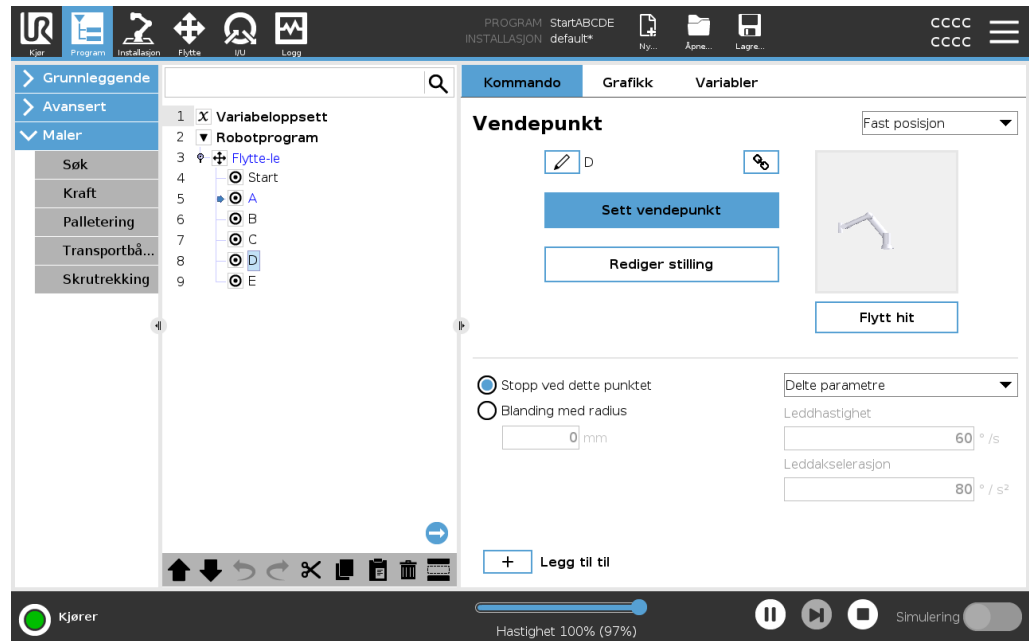 UR
PROGRAM StartABCDE
INSTALLASJON default*
Kjør Program Installasjon Flytte I/U Logg
Ny... Åpne... Lagre...
CCCC
CCCC
Grunnleggende
Avansert
Maler
Søk
Kraft
Palletering
Transportbå...
Skrutrekking
1 X Variabeloppsett
2 Robotprogram
3 Flytte-le
4 Start
5 A
6 B
7 C
8 D
9 E
Kommando Grafikk Variabler
Vendepunkt
Fast posisjon
D
Sett vendepunkt
Rediger stilling
Flytt hit
Stopp ved dette punktet
Blanding med radius
0 mm
Delte parametre
Leddhastighet
60 ° /s
Leddakselerasjon
80 ° / s²
+ Legg til til
Kjører
Hastighet 100% (97%)
Simulering